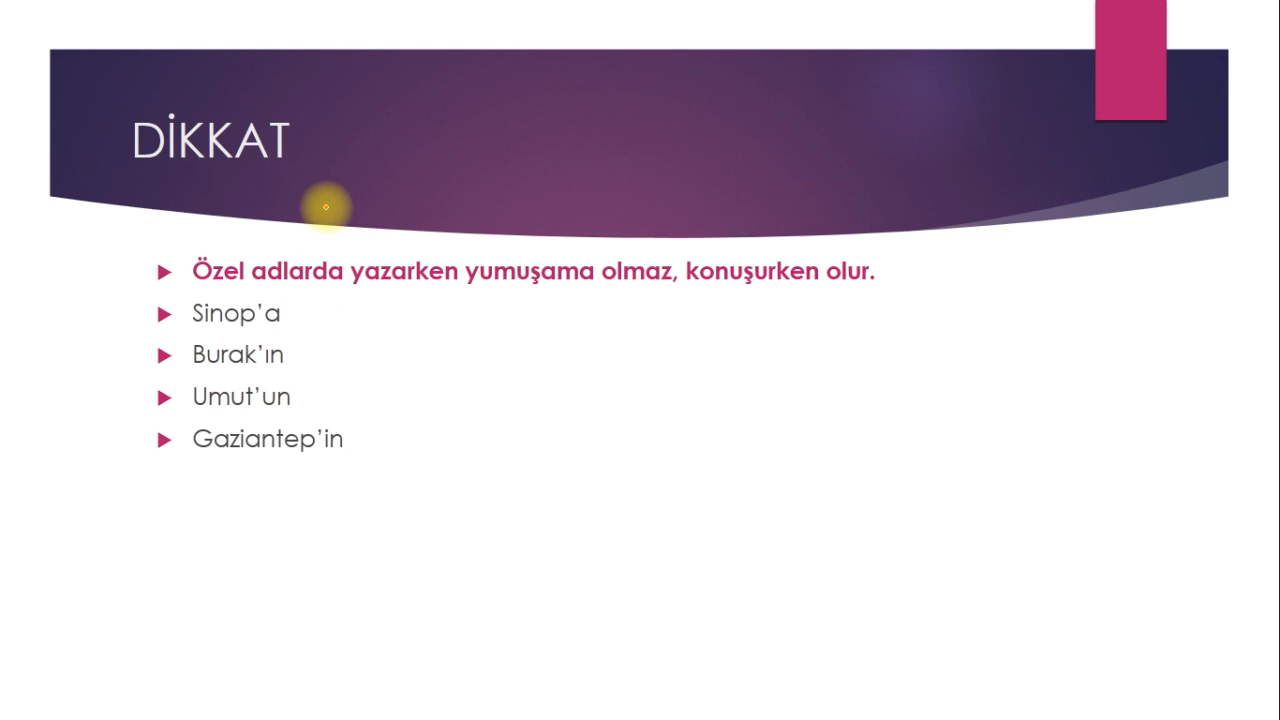 DİKKAT
Özel adlarda yazarken yumuşama olmaz, konuşurken olur.
Sinop’a
Burak’ın
Umut’un
Gaziantep’in